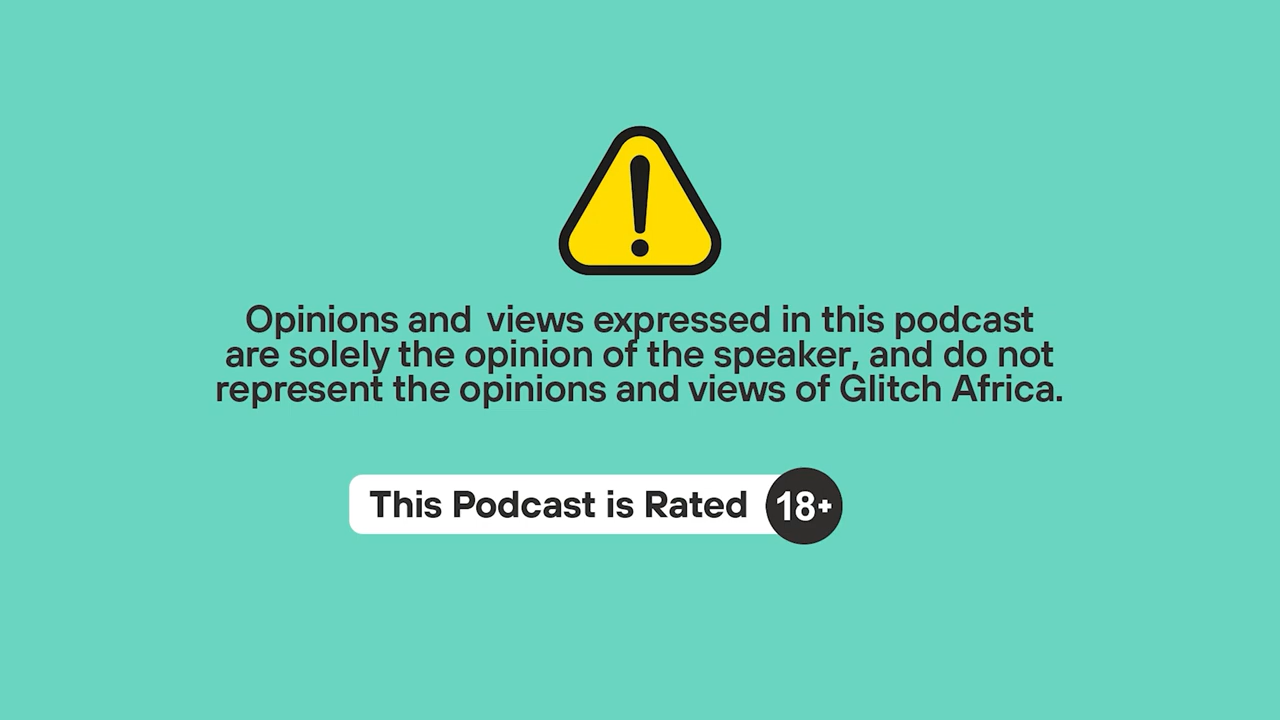 Opinions and views expressed in this podcast
are solely the opinion of the speaker, and do not
represent the opinions and views of Glitch Africa.
This Podcast is Rated 18+